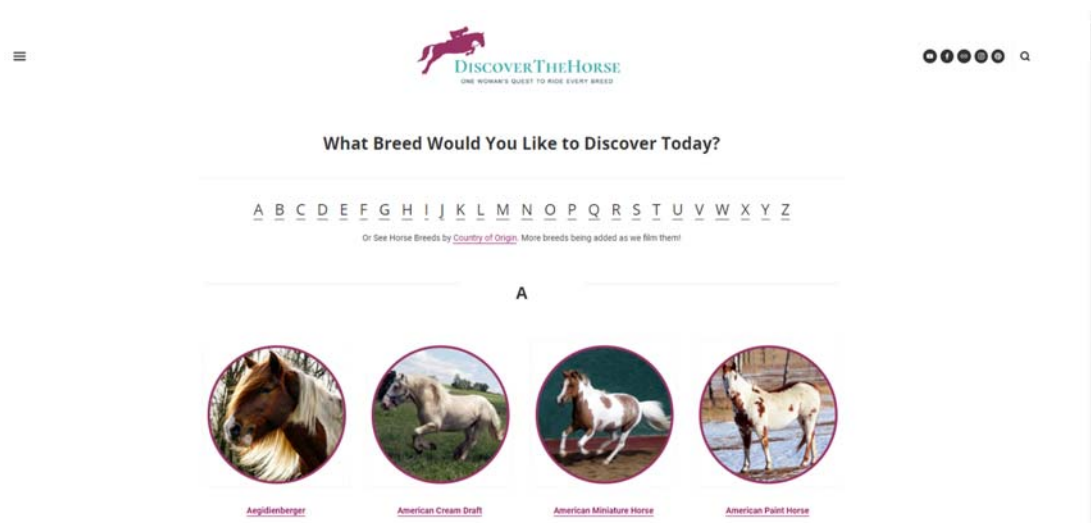 DISCOVERTHEHORSE
ONE WOMAN'S QUEST TO RIDE EVERY BREED
What Breed Would You Like to Discover Today?
A B C D E F G H I J K L M N O P Q R S T U V W X Y Z
Or See Horse Breeds by Country of Origin. More breeds being added as we film them!
A
Aegidienberger American Cream Draft American Miniature Horse American Paint Horse